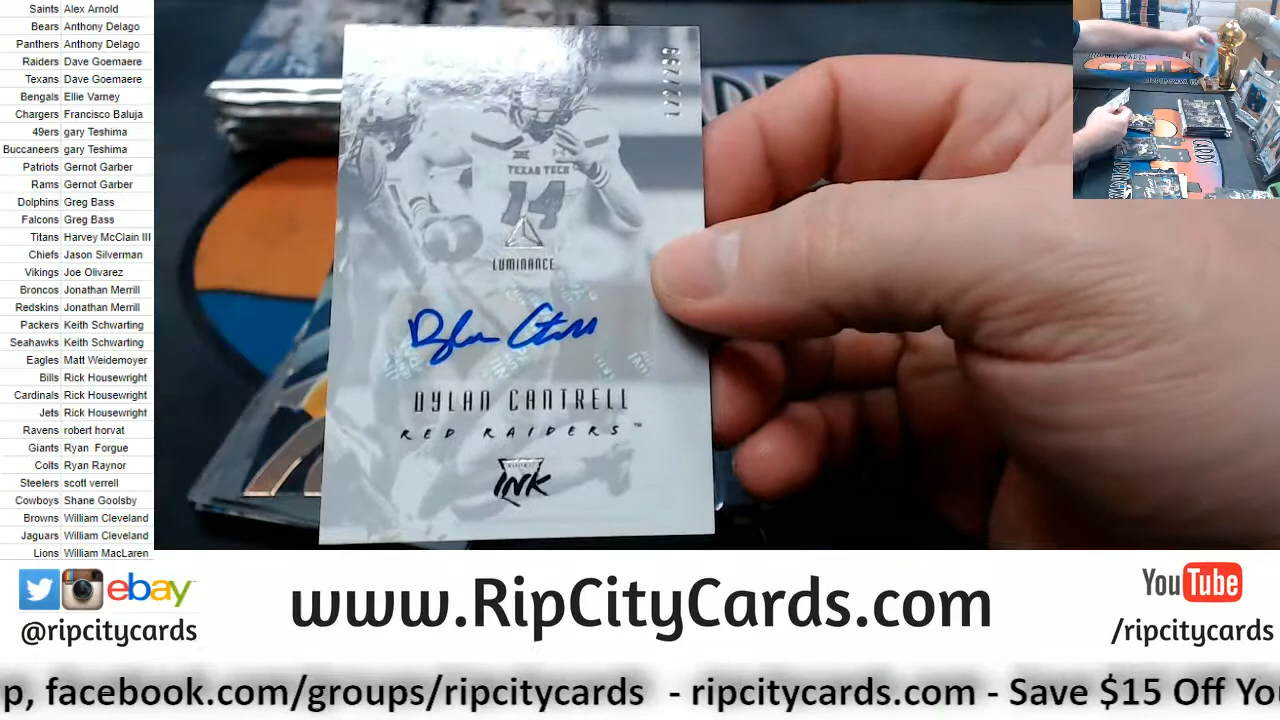 Saints Alex Arnold
Bears Anthony Delago
Panthers Anthony Delago
Raiders Dave Goemaere
Texans Dave Goemaere
Bengals Ellie Varney
Chargers Francisco Baluja
49ers gary Teshima
Buccaneers gary Teshima
Patriots Gernot Garber
Rams Gernot Garber
Dolphins Greg Bass
Falcons Greg Bass
Titans Harvey McClain III
Chiefs Jason Silverman
Vikings Joe Olivarez
Broncos Jonathan Merrill
Redskins Jonathan Merrill
Packers Keith Schwarting
Seahawks Keith Schwarting
Eagles Matt Weidemoyer
Bills Rick Housewright
Cardinals Rick Housewright
Jets Rick Housewright
Ravens robert horvat
Giants Ryan Forgue
Colts Ryan Raynor
Steelers scott verrell
Cowboys Shane Goolsby
Browns William Cleveland
Jaguars William Cleveland
Lions William MacLaren
TEXAS TECH
14
LUMINANCE
Dylan Cantrell
DYLAN CANTRELL
RED RAIDERS™
INK
ebay™
@ripcitycards
www.RipCityCards.com
YouTube
/ripcitycards
p, facebook.com/groups/ripcitycards - ripcitycards.com - Save $15 Off You